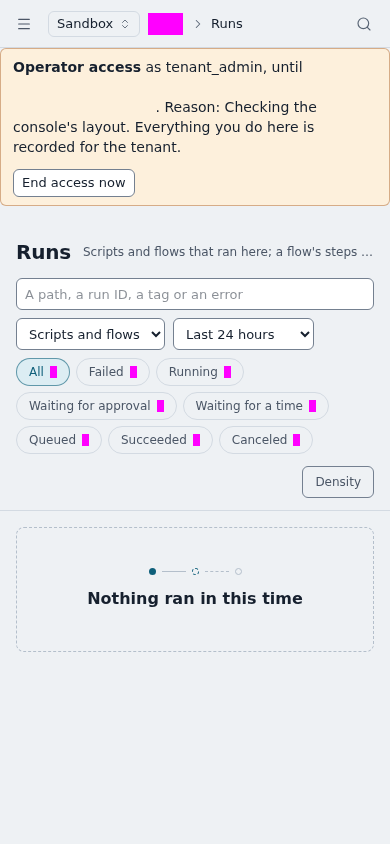 Sandbox
Runs
Operator access as tenant_admin, until
. Reason: Checking the
console's layout. Everything you do here is
recorded for the tenant.
End access now
Runs Scripts and flows that ran here; a flow's steps ...
A path, a run ID, a tag or an error
Scripts and flows Last 24 hours
All Failed Running
Waiting for approval Waiting for a time
Queued Succeeded Canceled
Density
Nothing ran in this time